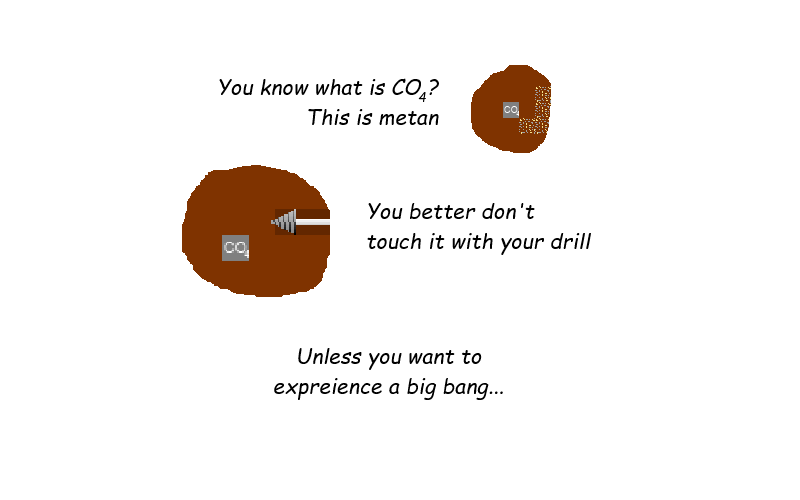 You know what is CO₄?
This is metan
CO₄
CO₄
You better don't
touch it with your drill
Unless you want to
expreience a big bang...